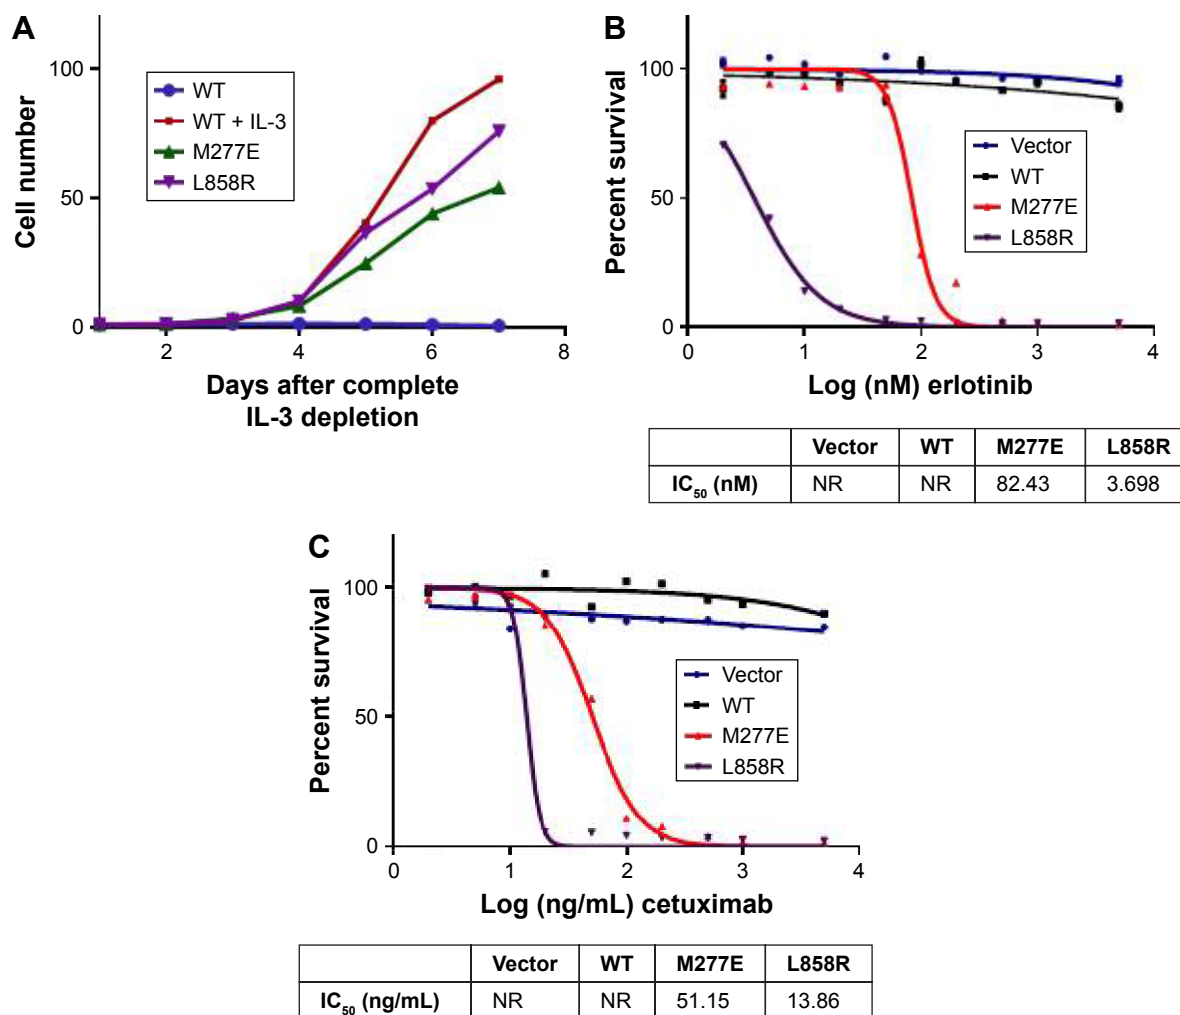 A
Cell number
100
50
0
2
4
6
8
WT
WT + IL-3
M277E
L858R
Days after complete
IL-3 depletion
B
Percent survival
100
50
0
0
1
2
3
4
Vector
WT
M277E
L858R
Log (nM) erlotinib
Vector WT M277E L858R
IC50 (nM) NR NR 82.43 3.698
C
Percent survival
100
50
0
0
1
2
3
4
Vector
WT
M277E
L858R
Log (ng/mL) cetuximab
Vector WT M277E L858R
IC50 (ng/mL) NR NR 51.15 13.86